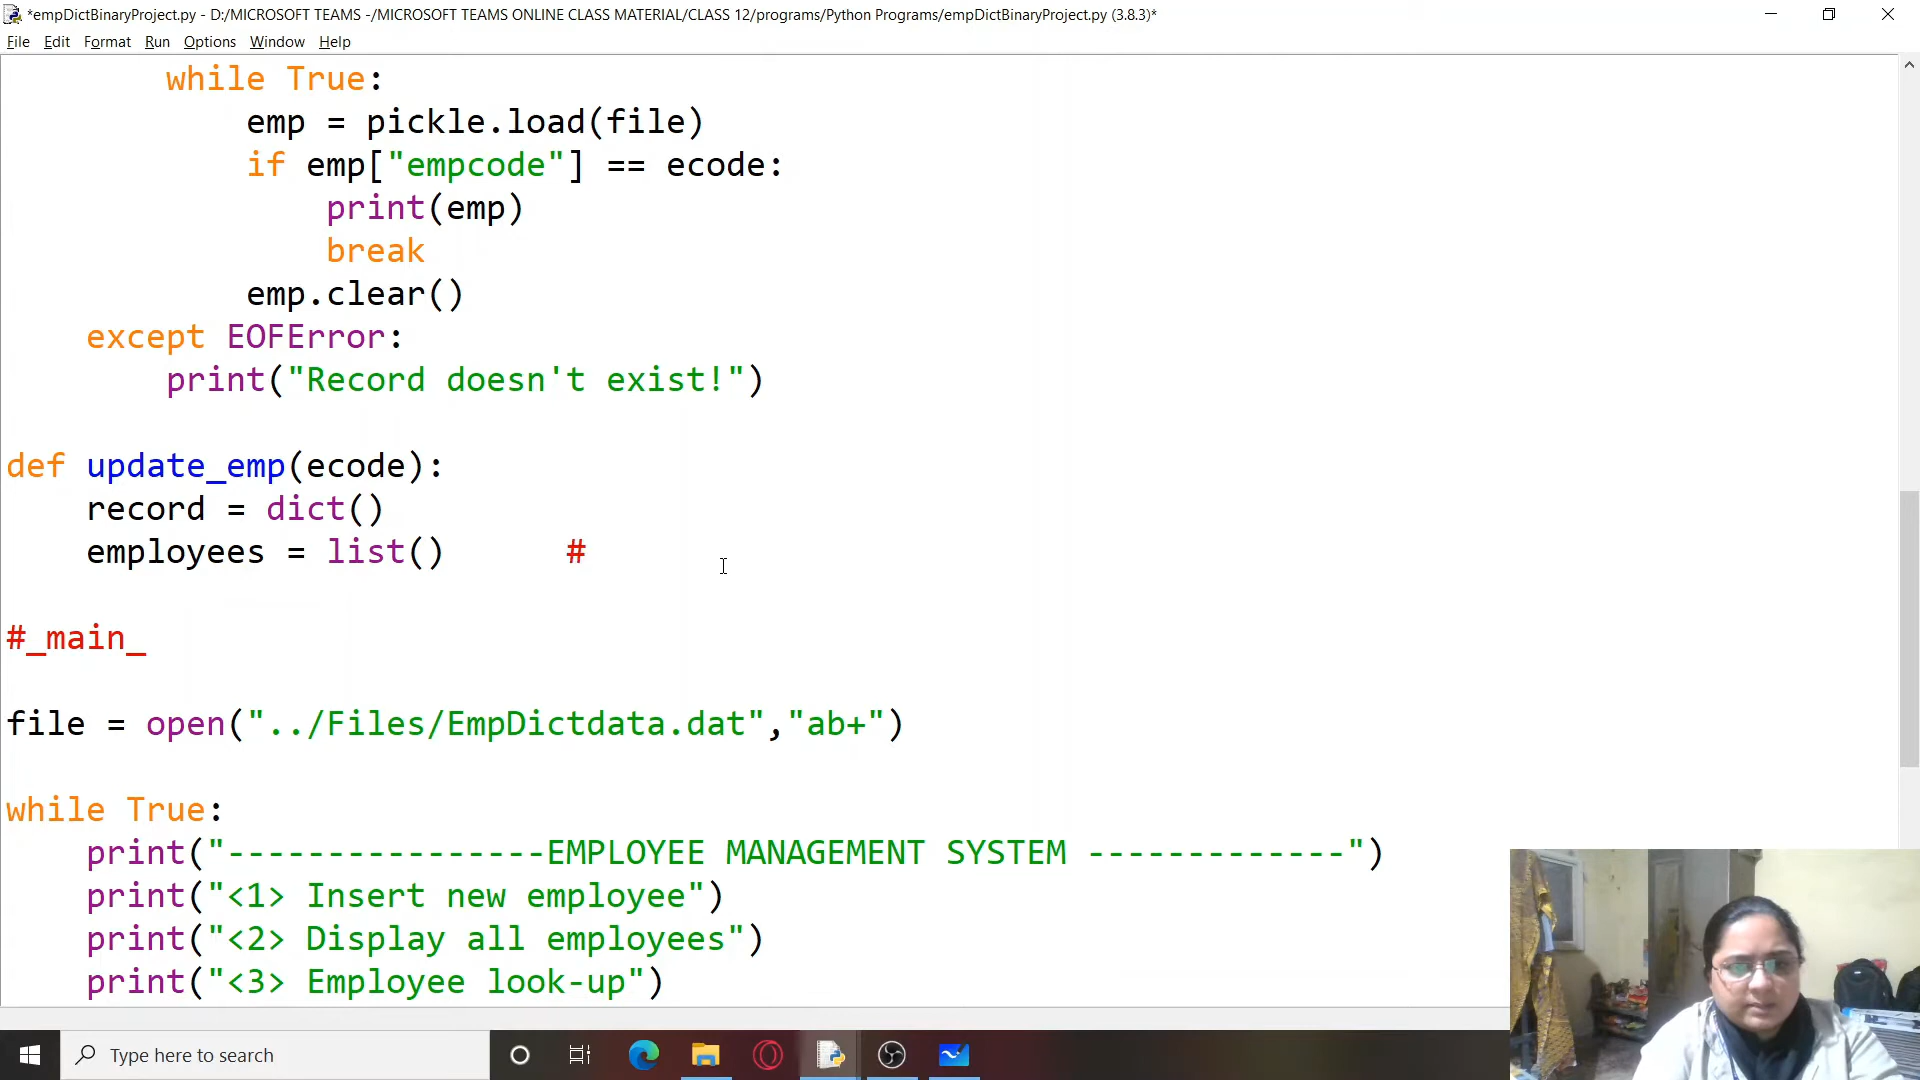 *empDictBinaryProject.py - D:/MICROSOFT TEAMS -/MICROSOFT TEAMS ONLINE CLASS MATERIAL/CLASS 12/programs/Python Programs/empDictBinaryProject.py (3.8.3)*
File Edit Format Run Options Window Help
while True:
emp = pickle.load(file)
if emp["empcode"] == ecode:
print(emp)
break
emp.clear()
except EOFError:
print("Record doesn't exist!")
def update_emp(ecode):
record = dict()
employees = list() #
#_main_
file = open("../Files/EmpDictdata.dat","ab+")
while True:
print("----------------EMPLOYEE MANAGEMENT SYSTEM -------------")
print("<1> Insert new employee")
print("<2> Display all employees")
print("<3> Employee look-up")
Type here to search